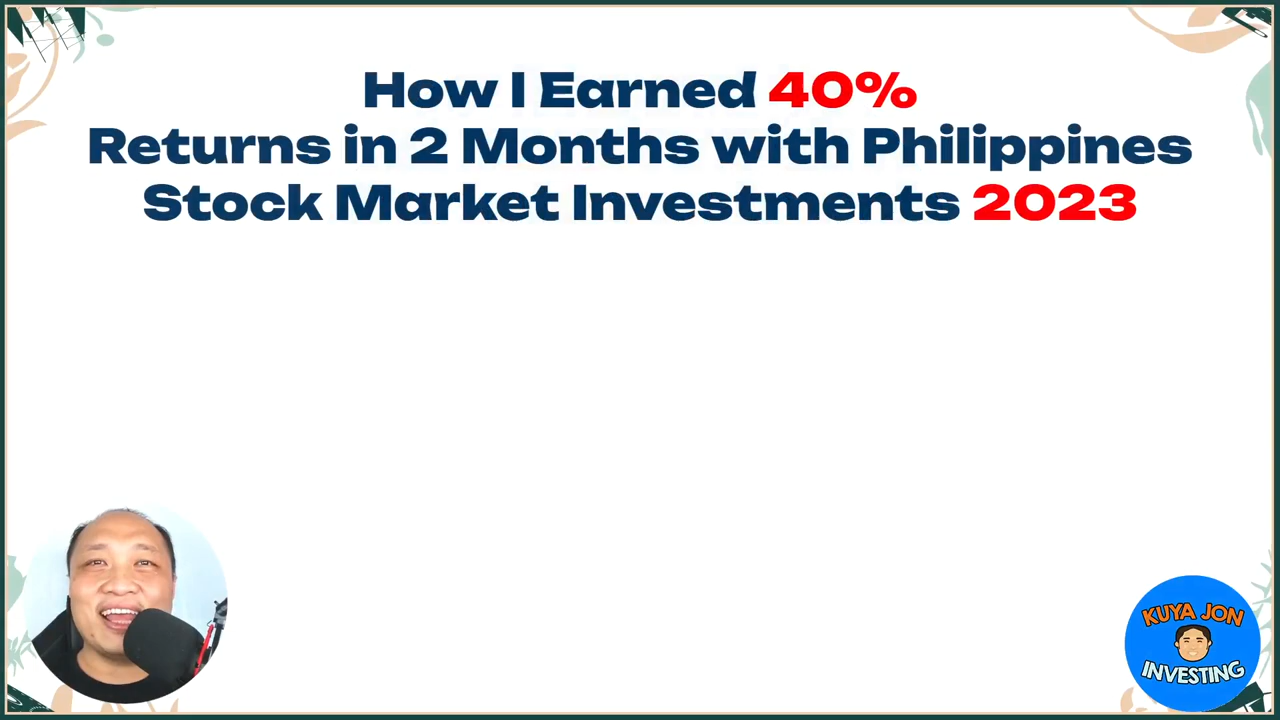 How I Earned 40%
Returns in 2 Months with Philippines
Stock Market Investments 2023
KUYA JON
INVESTING